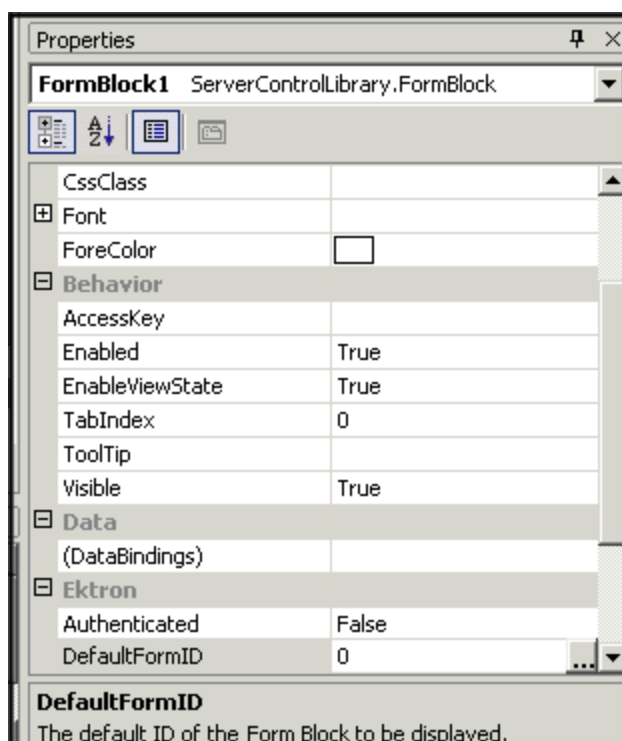 Properties
FormBlock1 ServerControlLibrary.FormBlock
CssClass
Font
ForeColor
Behavior
AccessKey
Enabled True
EnableViewState True
TabIndex 0
ToolTip
Visible True
Data
(DataBindings)
Ektron
Authenticated False
DefaultFormID 0 ...
DefaultFormID
The default ID of the Form Block to be displayed.